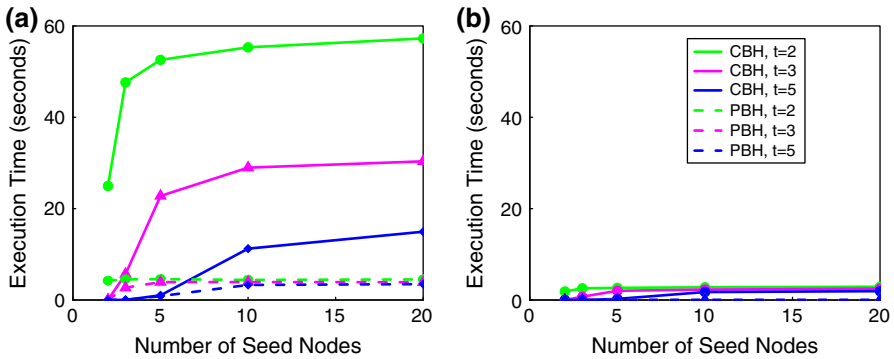 (a)
60
40
20
0
0
5
10
15
20
Execution Time (seconds)
Number of Seed Nodes
(b)
60
40
20
0
0
5
10
15
20
Execution Time (seconds)
Number of Seed Nodes
CBH, t=2
CBH, t=3
CBH, t=5
PBH, t=2
PBH, t=3
PBH, t=5